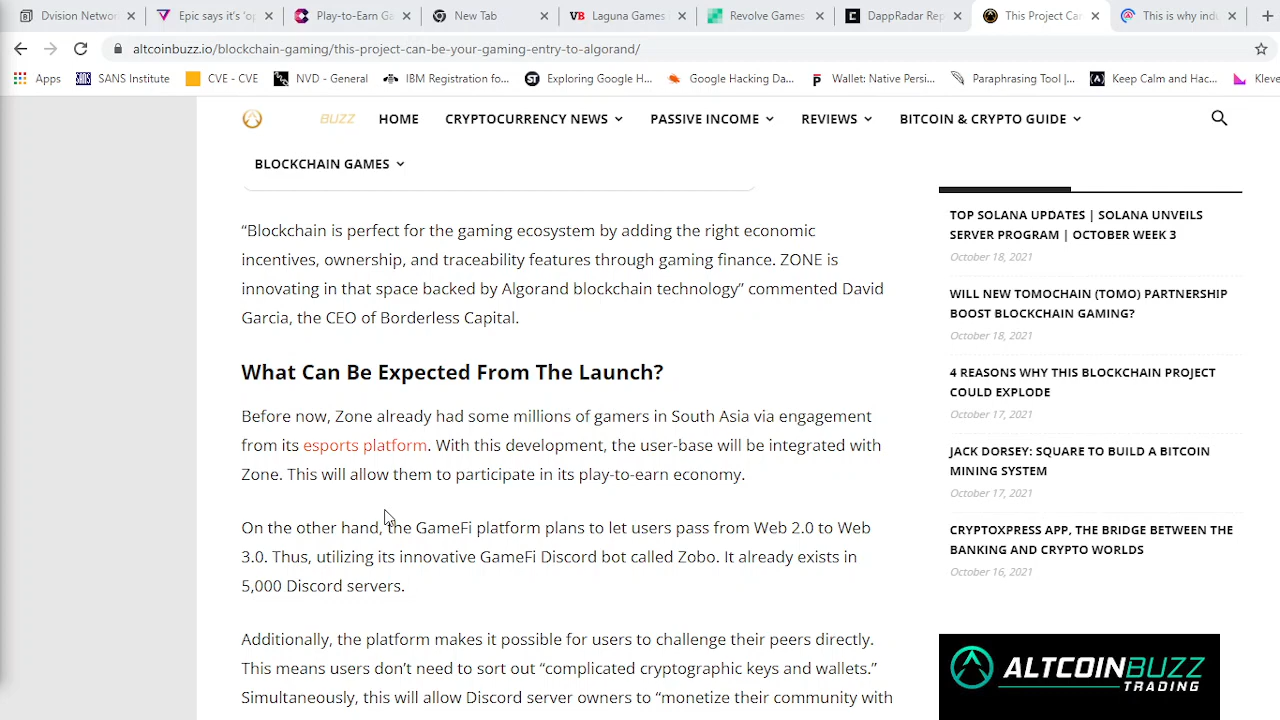 Dvision Netwo
Epic says it's 'op
Play-to-Earn Ga
New Tab
Laguna Games
Revolve Games
DappRadar Rep
This Project Can
This is why indu
altcoinbuzz.io/blockchain-gaming/this-project-can-be-your-gaming-entry-to-algorand/
Apps
SANS Institute
CVE - CVE
NVD - General
IBM Registration fo...
Exploring Google H...
Google Hacking Da...
Wallet: Native Persi...
Paraphrasing Tool |...
Keep Calm and Hac...
Kleve
BUZZ
HOME
CRYPTOCURRENCY NEWS
PASSIVE INCOME
REVIEWS
BITCOIN & CRYPTO GUIDE
BLOCKCHAIN GAMES
“Blockchain is perfect for the gaming ecosystem by adding the right economic
incentives, ownership, and traceability features through gaming finance. ZONE is
innovating in that space backed by Algorand blockchain technology” commented David
Garcia, the CEO of Borderless Capital.
What Can Be Expected From The Launch?
Before now, Zone already had some millions of gamers in South Asia via engagement
from its esports platform. With this development, the user-base will be integrated with
Zone. This will allow them to participate in its play-to-earn economy.
On the other hand, the GameFi platform plans to let users pass from Web 2.0 to Web
3.0. Thus, utilizing its innovative GameFi Discord bot called Zobo. It already exists in
5,000 Discord servers.
Additionally, the platform makes it possible for users to challenge their peers directly.
This means users don’t need to sort out “complicated cryptographic keys and wallets.”
Simultaneously, this will allow Discord server owners to “monetize their community with
TOP SOLANA UPDATES | SOLANA UNVEILS
SERVER PROGRAM | OCTOBER WEEK 3
October 18, 2021
WILL NEW TOMOCHAIN (TOMO) PARTNERSHIP
BOOST BLOCKCHAIN GAMING?
October 18, 2021
4 REASONS WHY THIS BLOCKCHAIN PROJECT
COULD EXPLODE
October 17, 2021
JACK DORSEY: SQUARE TO BUILD A BITCOIN
MINING SYSTEM
October 17, 2021
CRYPTOXPRESS APP, THE BRIDGE BETWEEN THE
BANKING AND CRYPTO WORLDS
October 16, 2021
ALTCOINBUZZ
TRADING